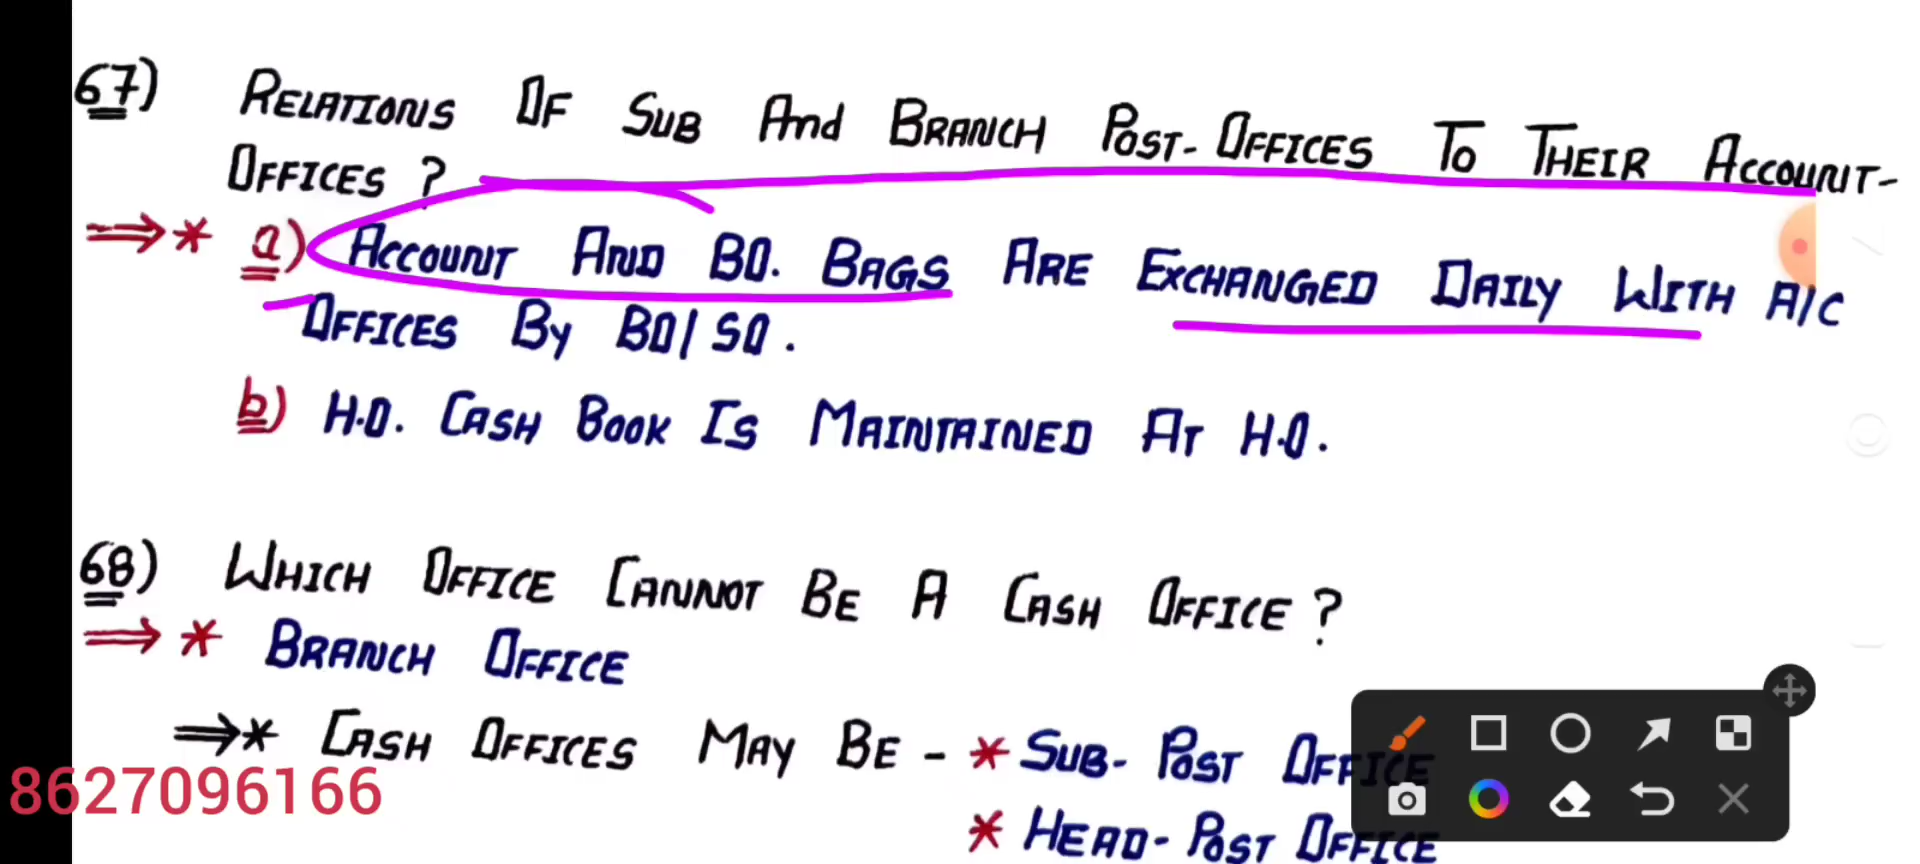 67) RELATIONS OF SUB AND BRANCH POST-OFFICES TO THEIR ACCOUNT-
OFFICES ?
⇒* a) ACCOUNT AND BO. BAGS ARE EXCHANGED DAILY WITH A/C
OFFICES BY BO/SO.
b) H.O. CASH BOOK IS MAINTAINED AT H.O.
68) WHICH OFFICE CANNOT BE A CASH OFFICE ?
⇒* BRANCH OFFICE
⇒* CASH OFFICES MAY BE - * SUB-POST OFFICE
* HEAD-POST OFFICE
8627096166